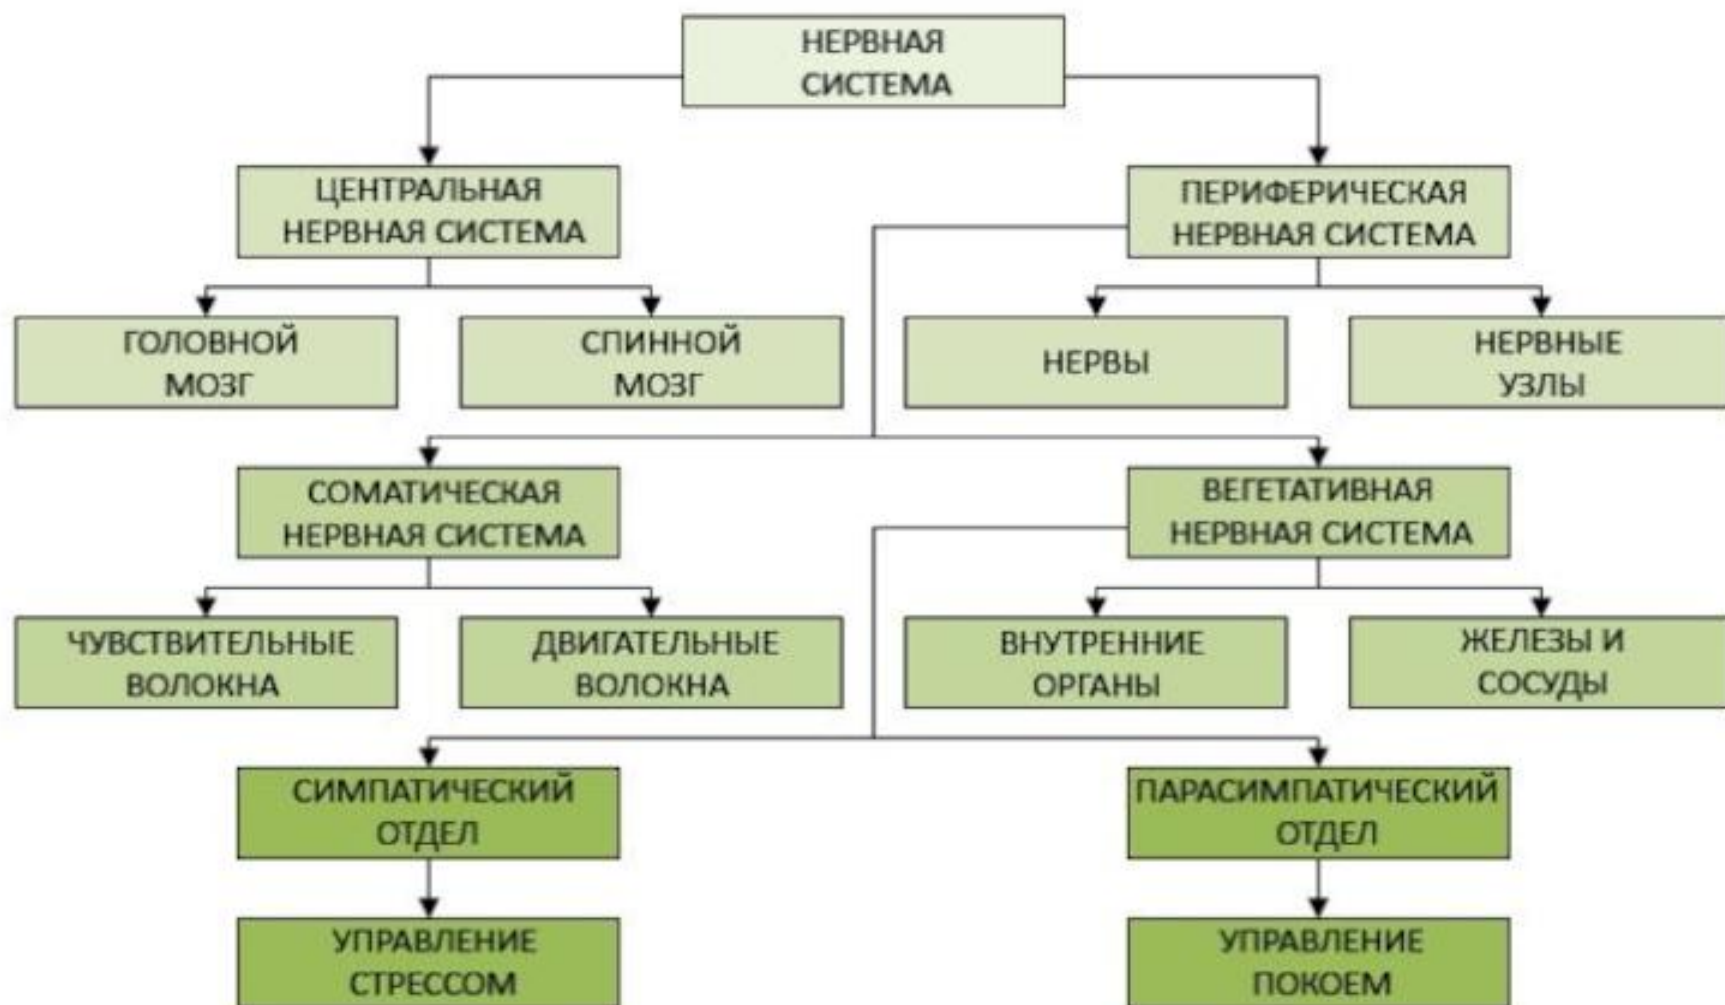 НЕРВНАЯ
СИСТЕМА
ЦЕНТРАЛЬНАЯ
НЕРВНАЯ СИСТЕМА
ПЕРИФЕРИЧЕСКАЯ
НЕРВНАЯ СИСТЕМА
ГОЛОВНОЙ
МОЗГ
СПИННОЙ
МОЗГ
НЕРВЫ
НЕРВНЫЕ
УЗЛЫ
СОМАТИЧЕСКАЯ
НЕРВНАЯ СИСТЕМА
ВЕГЕТАТИВНАЯ
НЕРВНАЯ СИСТЕМА
ЧУВСТВИТЕЛЬНЫЕ
ВОЛОКНА
ДВИГАТЕЛЬНЫЕ
ВОЛОКНА
ВНУТРЕННИЕ
ОРГАНЫ
ЖЕЛЕЗЫ И
СОСУДЫ
СИМПАТИЧЕСКИЙ
ОТДЕЛ
ПАРАСИМПАТИЧЕСКИЙ
ОТДЕЛ
УПРАВЛЕНИЕ
СТРЕССОМ
УПРАВЛЕНИЕ
ПОКОЕМ